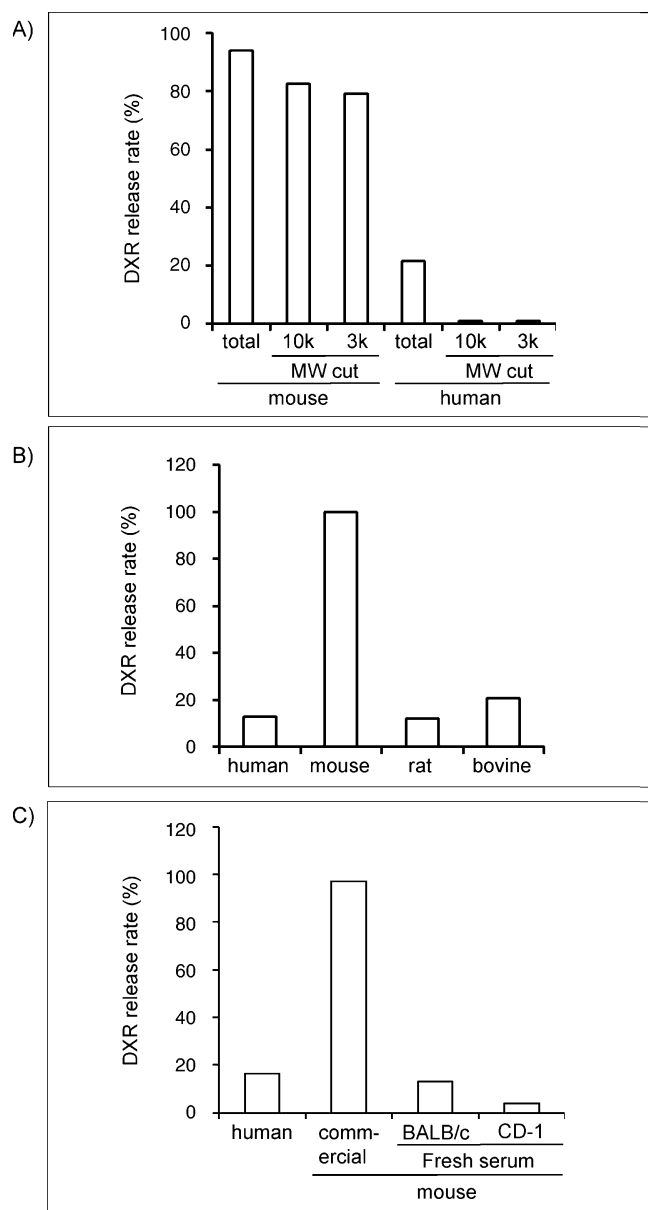 A)
DXR release rate (%)
100
80
60
40
20
0
total 10k 3k total 10k 3k
MW cut MW cut
mouse human
B)
DXR release rate (%)
120
100
80
60
40
20
0
human mouse rat bovine
C)
DXR release rate (%)
120
100
80
60
40
20
0
human comm- BALB/c CD-1
ercial Fresh serum
mouse